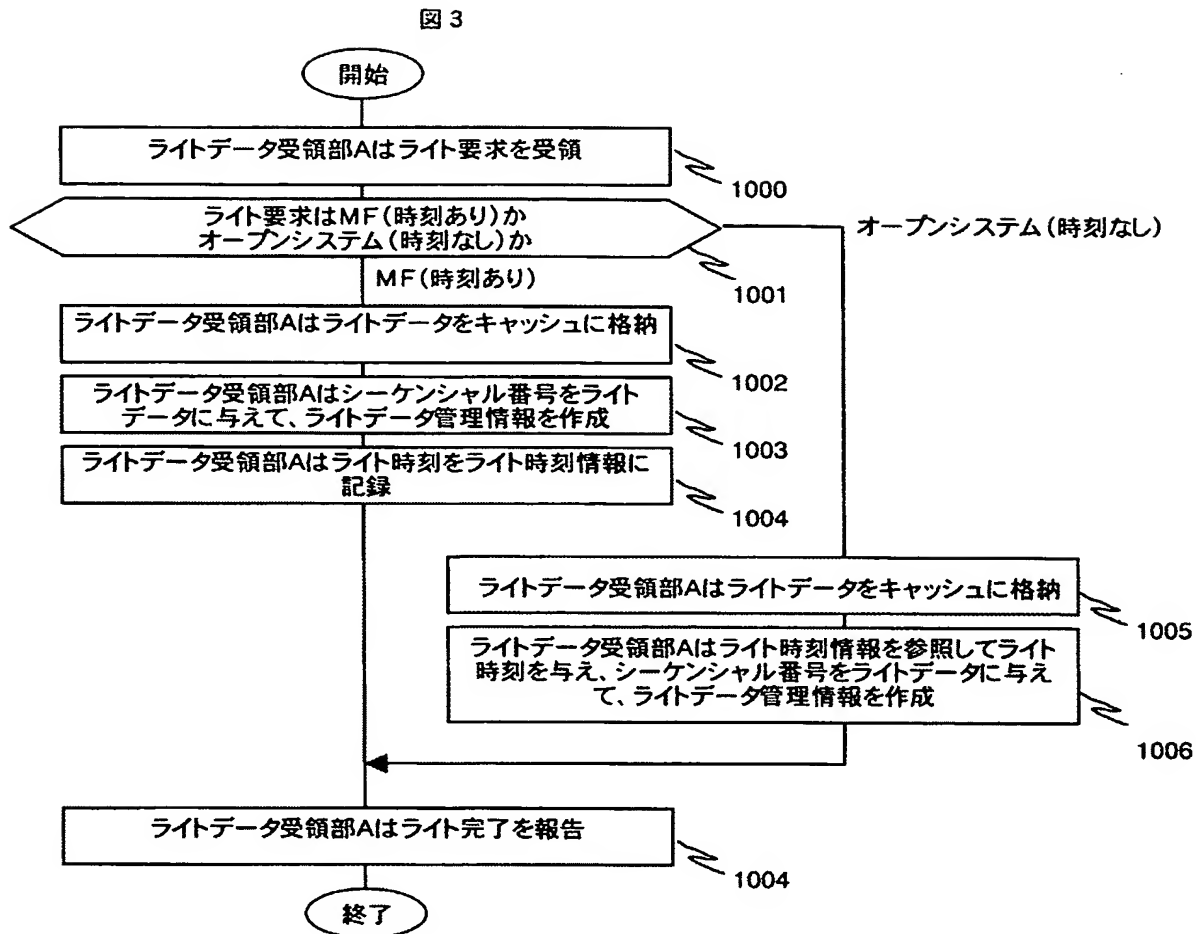 図3
開始
ライトデータ受領部Aはライト要求を受領
1000
ライト要求はMF(時刻あり)か
オープンシステム(時刻なし)か
オープンシステム(時刻なし)
1001
MF(時刻あり)
ライトデータ受領部Aはライトデータをキャッシュに格納
1002
ライトデータ受領部Aはシーケンシャル番号をライト
データに与えて、ライトデータ管理情報を作成
1003
ライトデータ受領部Aはライト時刻をライト時刻情報に
記録
1004
ライトデータ受領部Aはライトデータをキャッシュに格納
1005
ライトデータ受領部Aはライト時刻情報を参照してライト
時刻を与え、シーケンシャル番号をライトデータに与え
て、ライトデータ管理情報を作成
1006
ライトデータ受領部Aはライト完了を報告
1004
終了